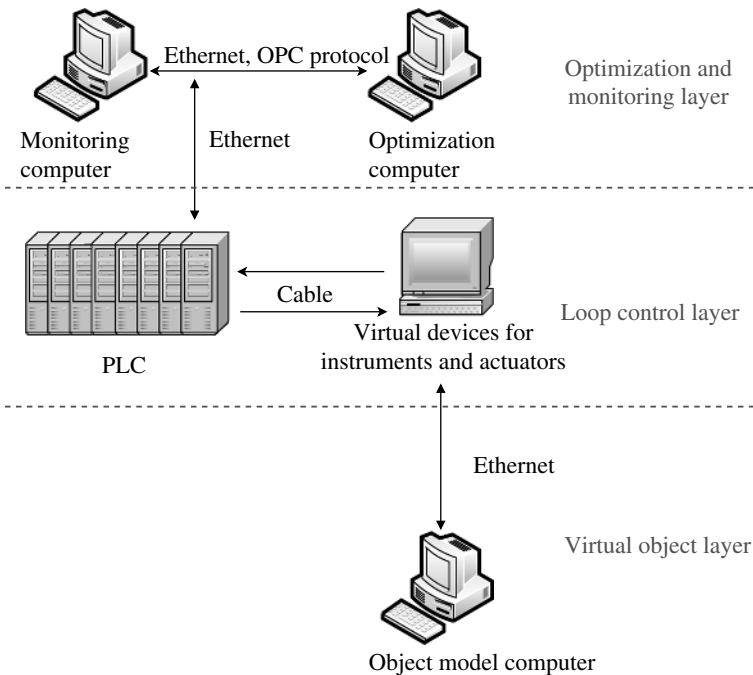 Ethernet, OPC protocol
Optimization and
monitoring layer
Monitoring
computer
Ethernet
Optimization
computer
Cable
Loop control layer
PLC
Virtual devices for
instruments and actuators
Ethernet
Virtual object layer
Object model computer